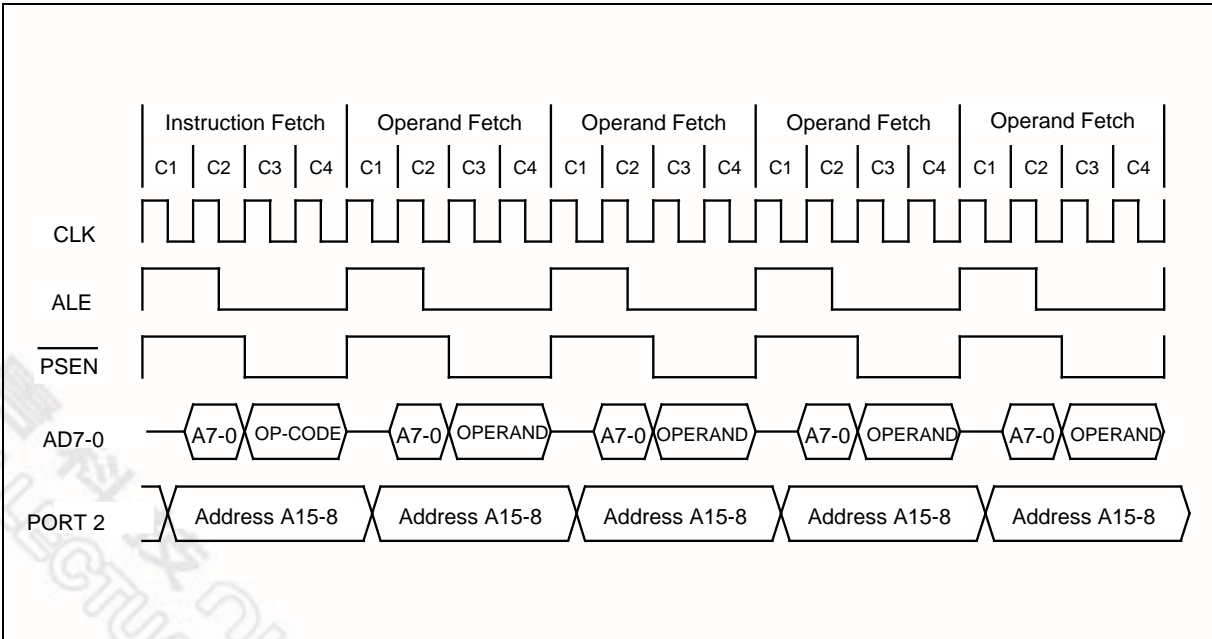 Instruction Fetch Operand Fetch Operand Fetch Operand Fetch Operand Fetch
C1 C2 C3 C4 C1 C2 C3 C4 C1 C2 C3 C4 C1 C2 C3 C4 C1 C2 C3 C4
CLK
ALE
PSEN
AD7-0 A7-0 OP-CODE A7-0 OPERAND A7-0 OPERAND A7-0 OPERAND A7-0 OPERAND
PORT 2 Address A15-8 Address A15-8 Address A15-8 Address A15-8 Address A15-8